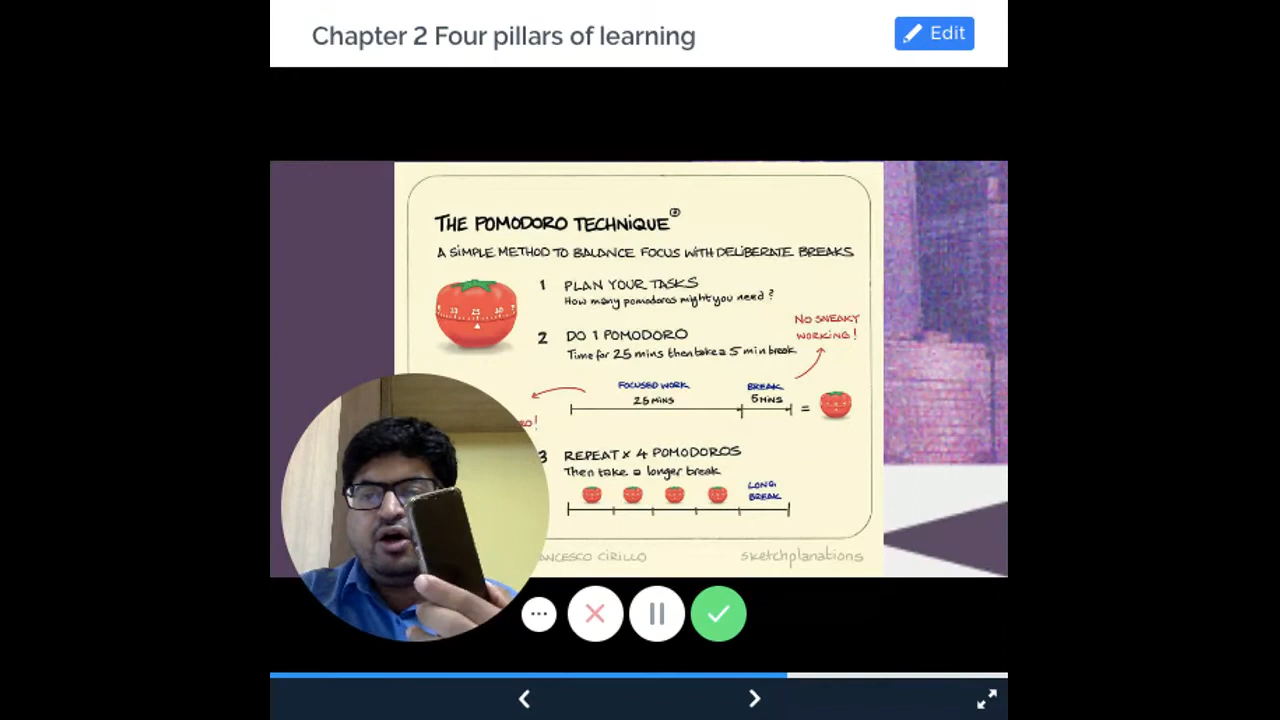 Chapter 2 Four pillars of learning
Edit
THE POMODORO TECHNIQUE®
A SIMPLE METHOD TO BALANCE FOCUS WITH DELIBERATE BREAKS
1 PLAN YOUR TASKS
How many pomodoros might you need?
NO SNEAKY
WORKING!
2 DO 1 POMODORO
Time for 25 mins then take a 5 min break
FOCUSED WORK
25 MINS
BREAK
5 MINS
=
3 REPEAT x 4 POMODOROS
Then take a longer break
LONG
BREAK
CIRILLO
sketchplanations